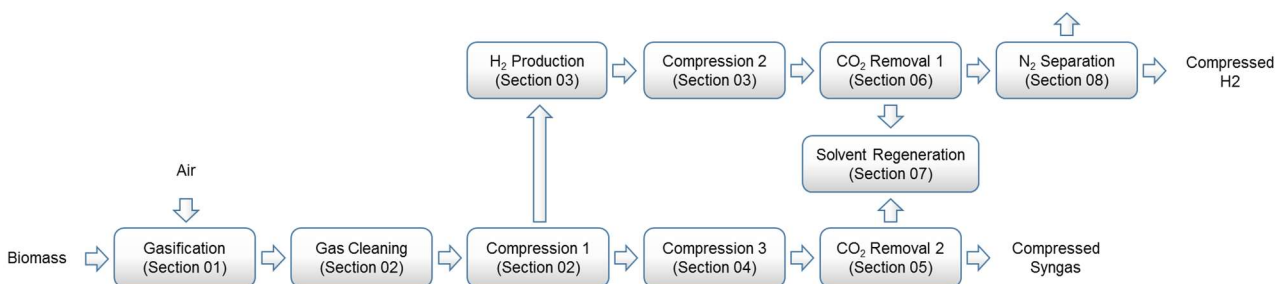 H₂ Production
(Section 03)
Compression 2
(Section 03)
CO₂ Removal 1
(Section 06)
N₂ Separation
(Section 08)
Compressed
H2
Solvent Regeneration
(Section 07)
Air
Biomass
Gasification
(Section 01)
Gas Cleaning
(Section 02)
Compression 1
(Section 02)
Compression 3
(Section 04)
CO₂ Removal 2
(Section 05)
Compressed
Syngas